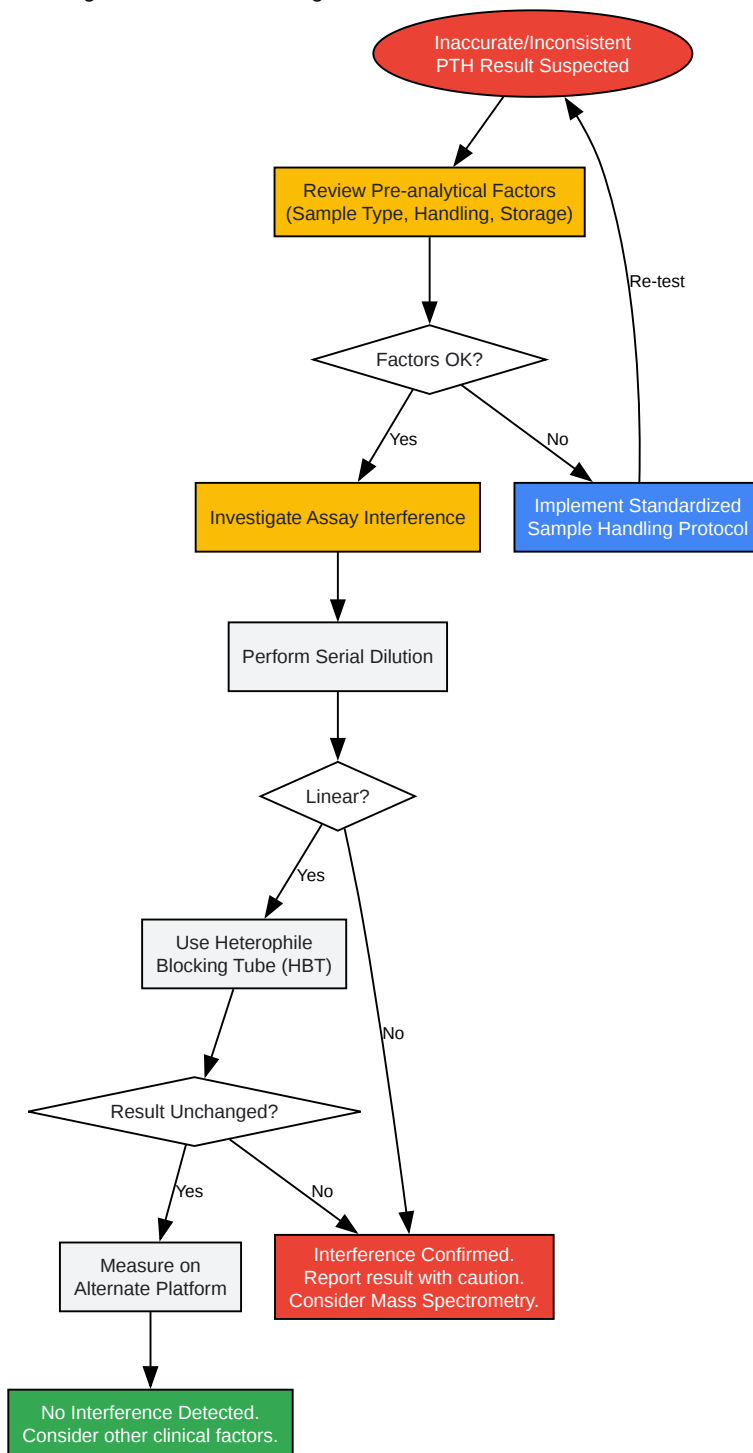 Inaccurate/Inconsistent
PTH Result Suspected
Review Pre-analytical Factors
(Sample Type, Handling, Storage)
Re-test
Factors OK?
Yes
No
Investigate Assay Interference
Implement Standardized
Sample Handling Protocol
Perform Serial Dilution
Linear?
Yes
Use Heterophile
Blocking Tube (HBT)
No
Result Unchanged?
Yes
No
Measure on
Alternate Platform
Interference Confirmed.
Report result with caution.
Consider Mass Spectrometry.
No Interference Detected.
Consider other clinical factors.